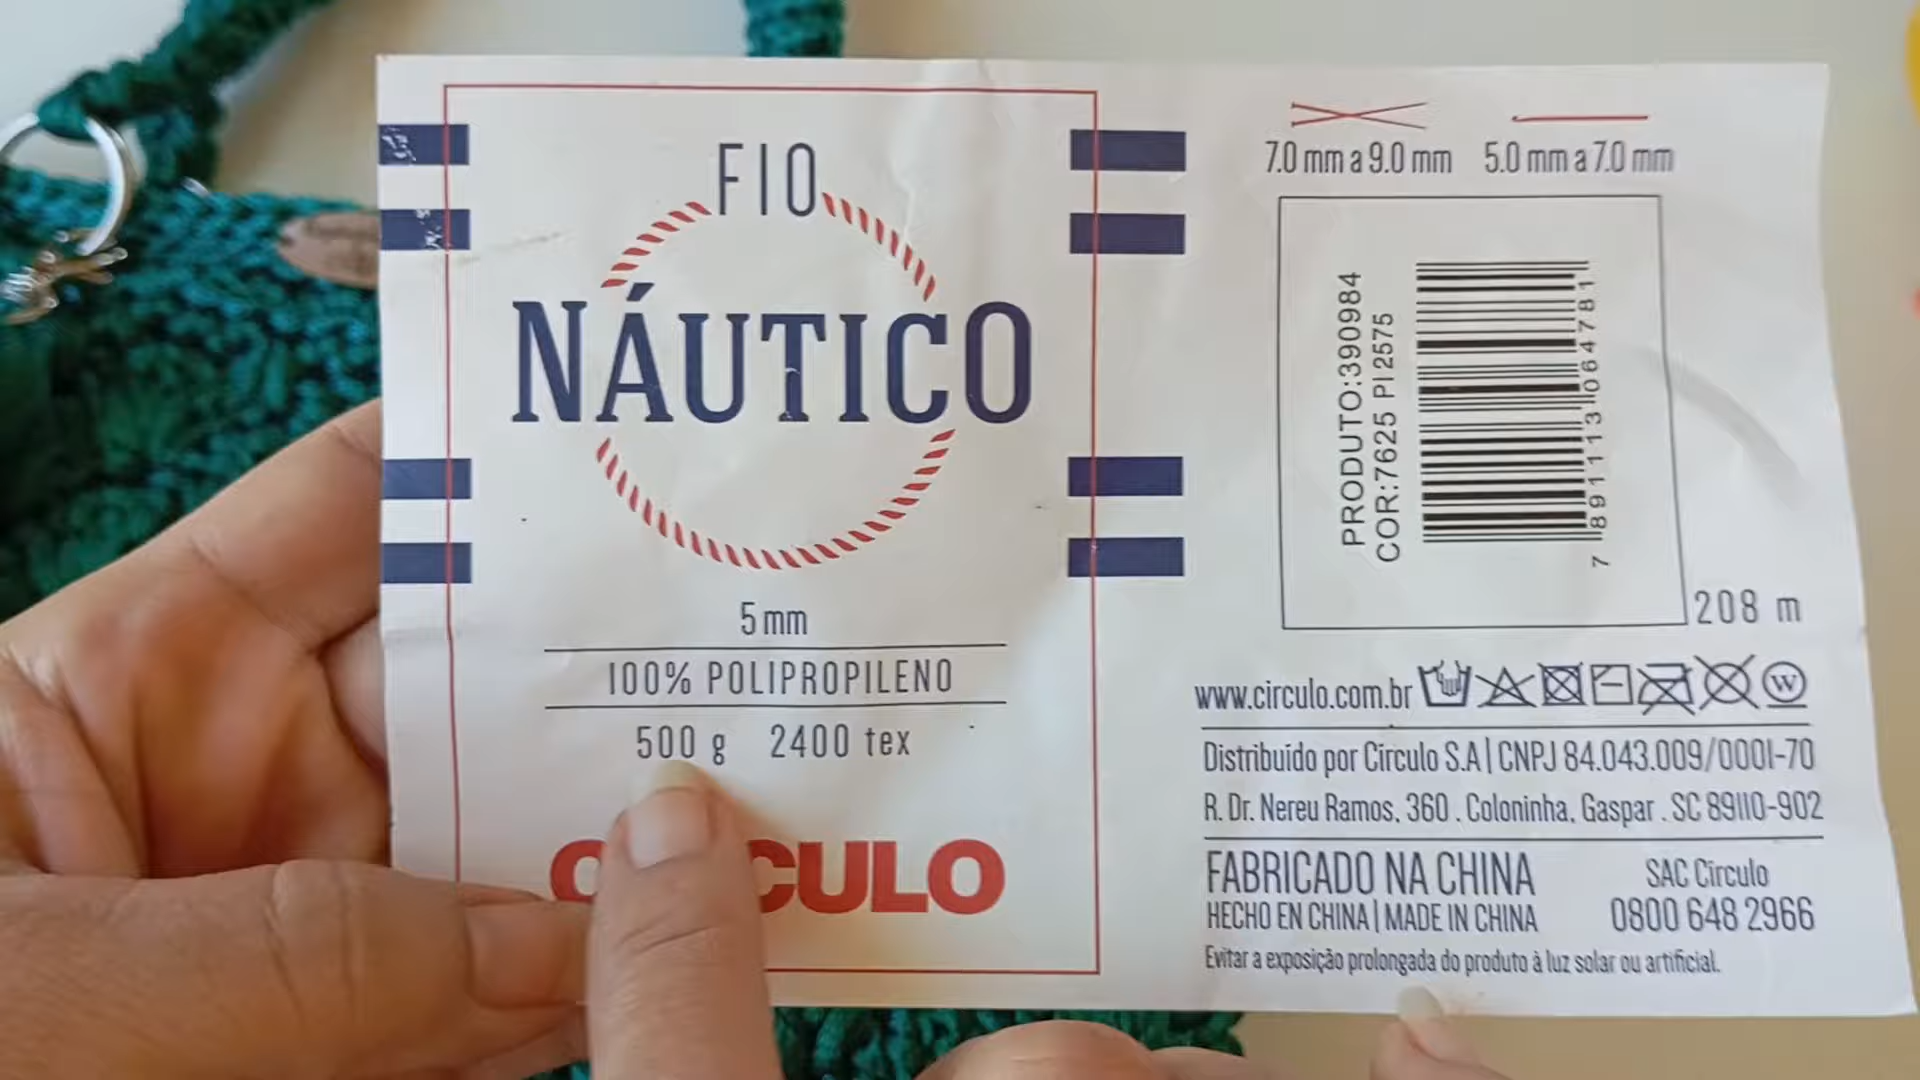 FIO
NÁUTICO
5 mm
100% POLIPROPILENO
500 g 2400 tex
7.0 mm a 9.0 mm 5.0 mm a 7.0 mm
PRODUTO:390984
COR:7625 PI2575
7 891113 064781
208 m
www.circulo.com.br
W
Distribuído por Círculo S.A | CNPJ 84.043.009/0001-70
R. Dr. Nereu Ramos, 360 . Coloninha, Gaspar . SC 89110-902
FABRICADO NA CHINA
HECHO EN CHINA | MADE IN CHINA
SAC Círculo
0800 648 2966
Evitar a exposição prolongada do produto à luz solar ou artificial.